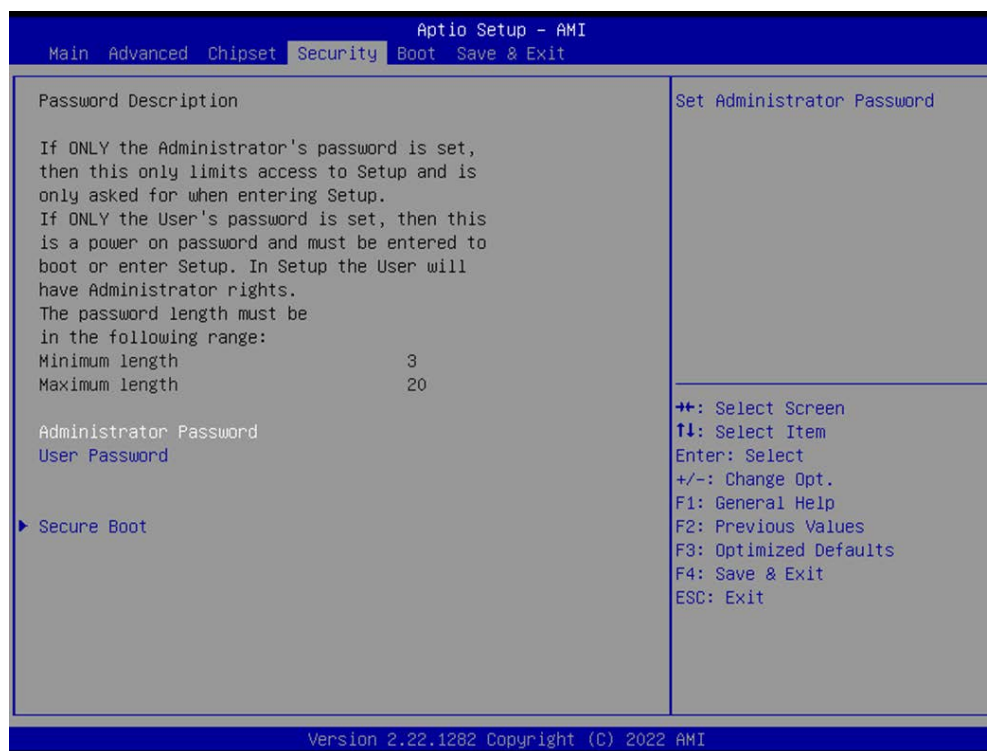 Aptio Setup – AMI
Main Advanced Chipset Security Boot Save & Exit
Password Description
If ONLY the Administrator's password is set,
then this only limits access to Setup and is
only asked for when entering Setup.
If ONLY the User's password is set, then this
is a power on password and must be entered to
boot or enter Setup. In Setup the User will
have Administrator rights.
The password length must be
in the following range:
Minimum length 3
Maximum length 20
Administrator Password
User Password
Secure Boot
Set Administrator Password
→←: Select Screen
↑↓: Select Item
Enter: Select
+/-: Change Opt.
F1: General Help
F2: Previous Values
F3: Optimized Defaults
F4: Save & Exit
ESC: Exit
Version 2.22.1282 Copyright (C) 2022 AMI